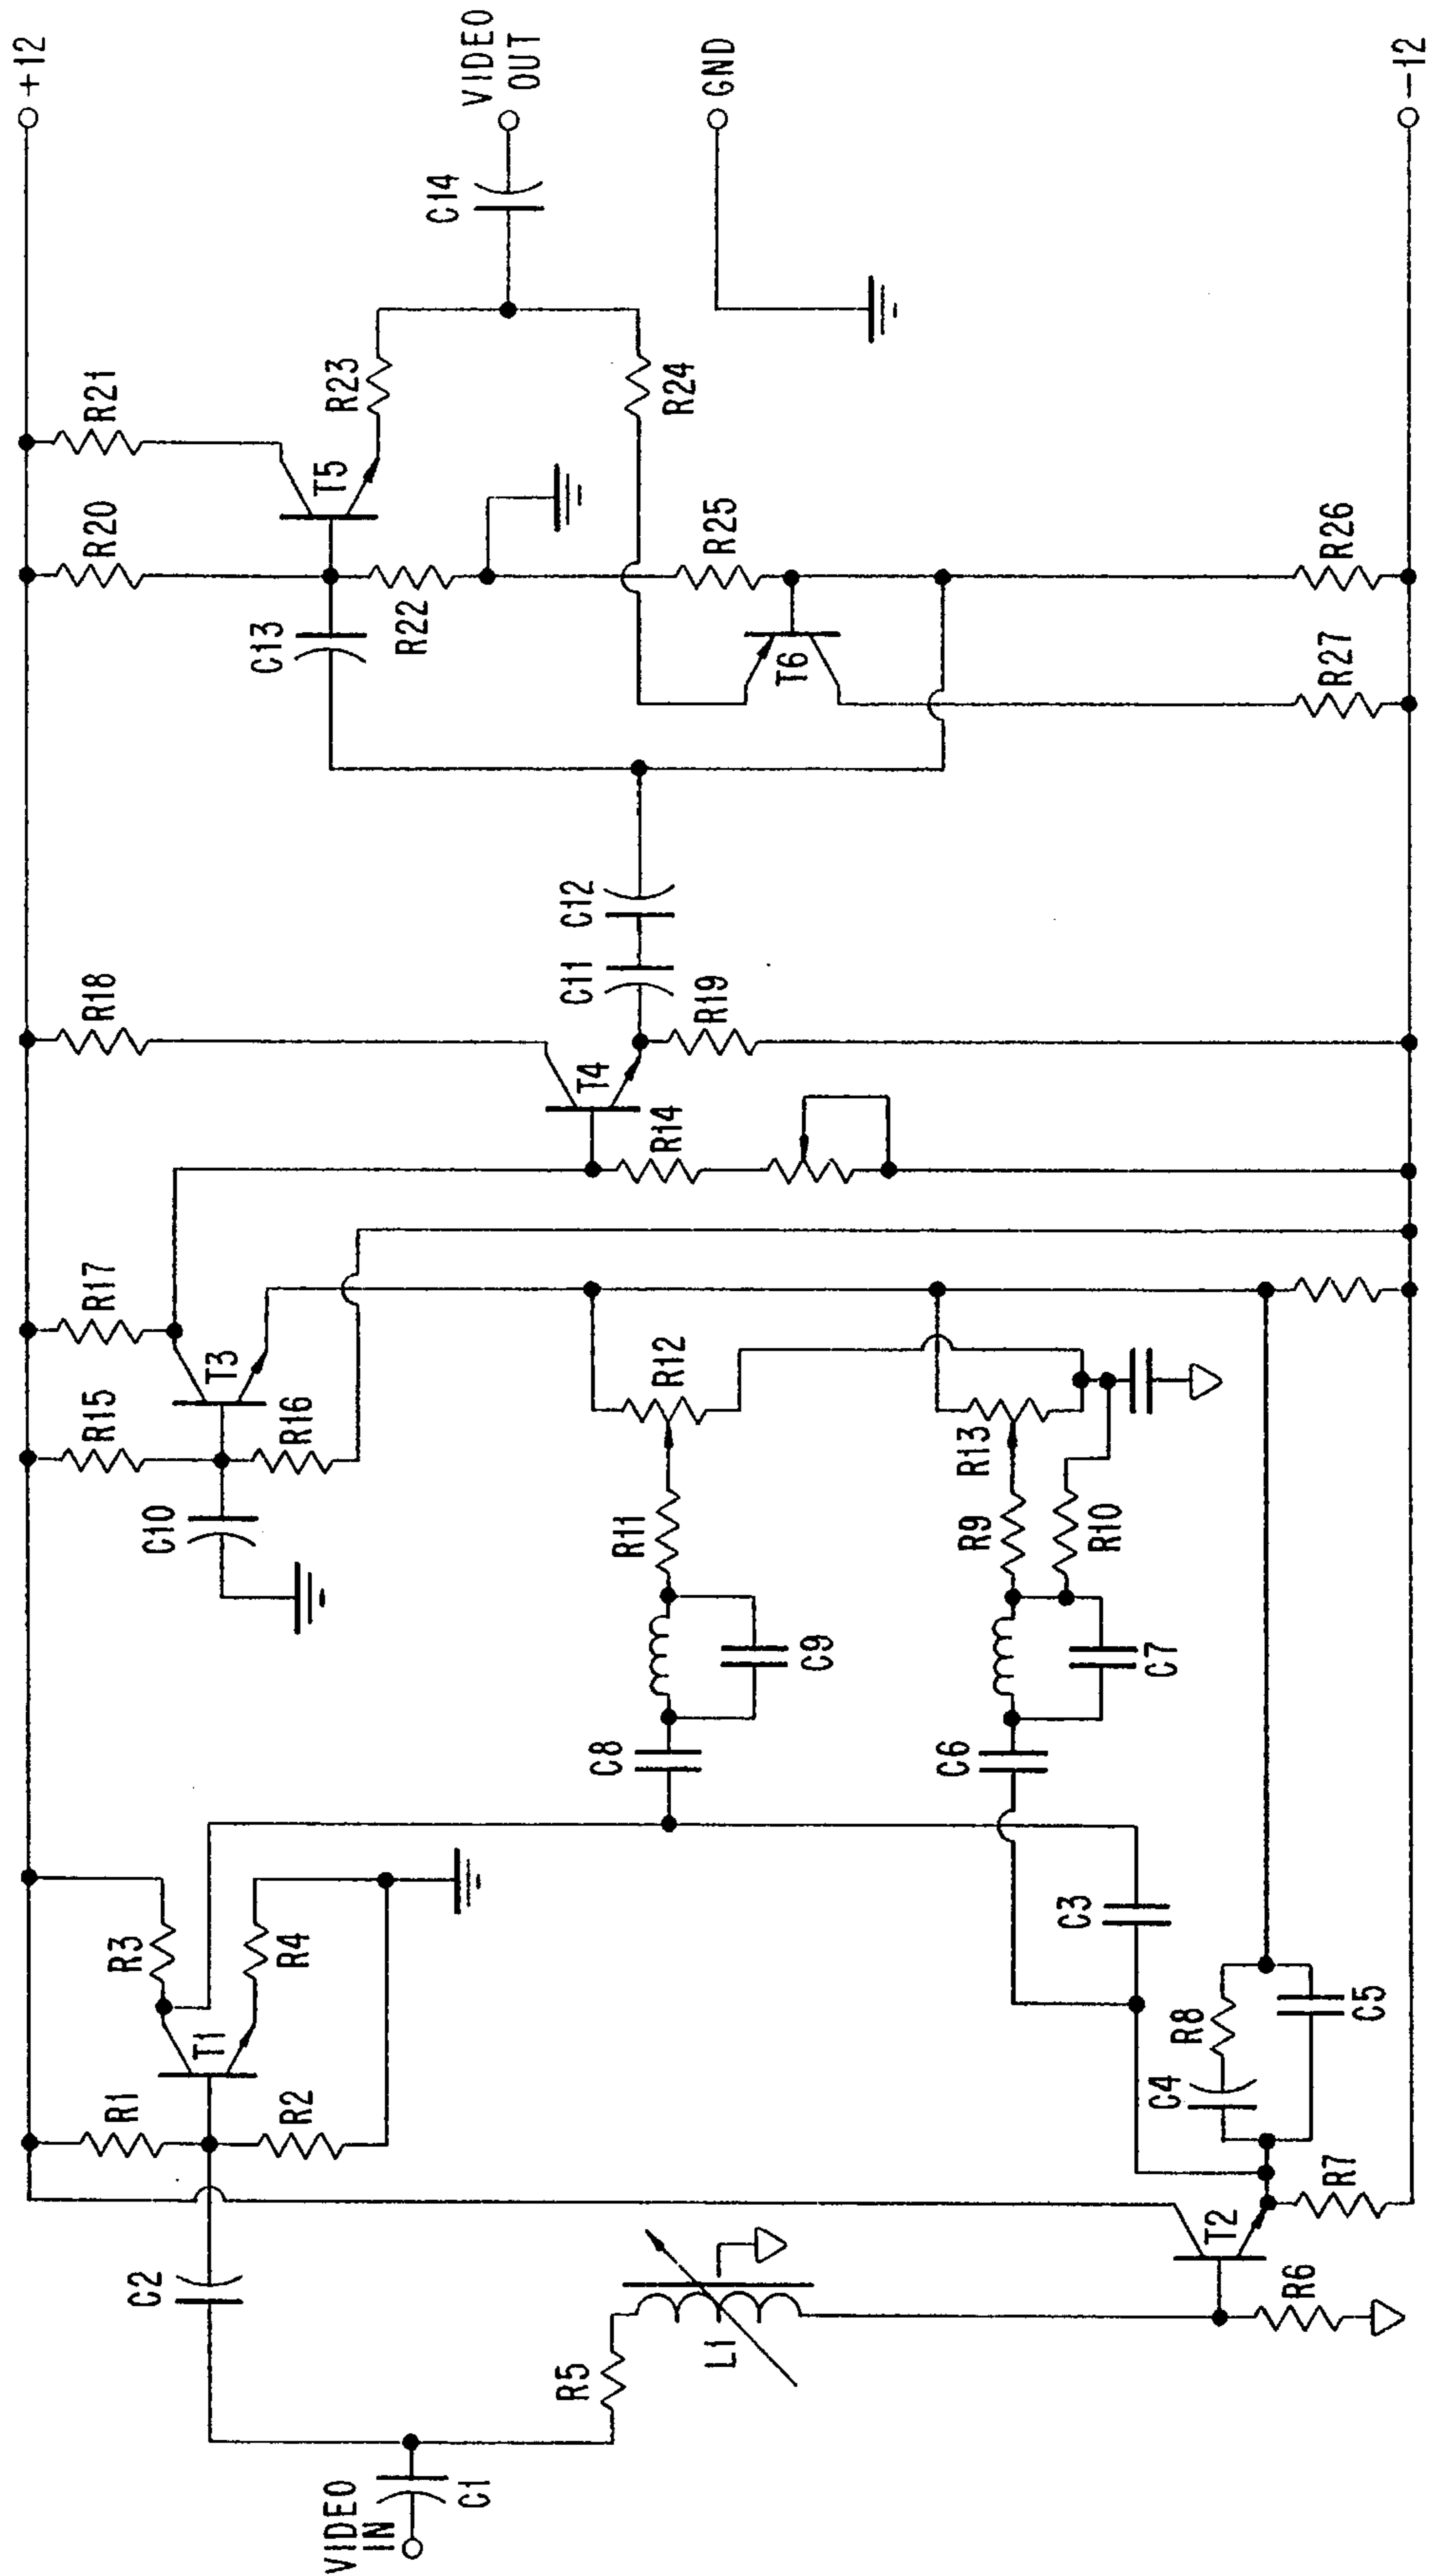 +12
VIDEO
OUT
C14
GND
-12
R21
R23
R20
T5
R24
C13
R22
R25
R26
T6
R27
C12
C11
R18
T4
R19
R14
R17
T3
R15
R16
R12
C10
R11
R13
R9
R10
C9
C7
C8
C6
R3
R4
T1
C3
R1
R2
R8
C5
C4
C2
T2
R7
L1
R6
R5
VIDEO
IN
C1